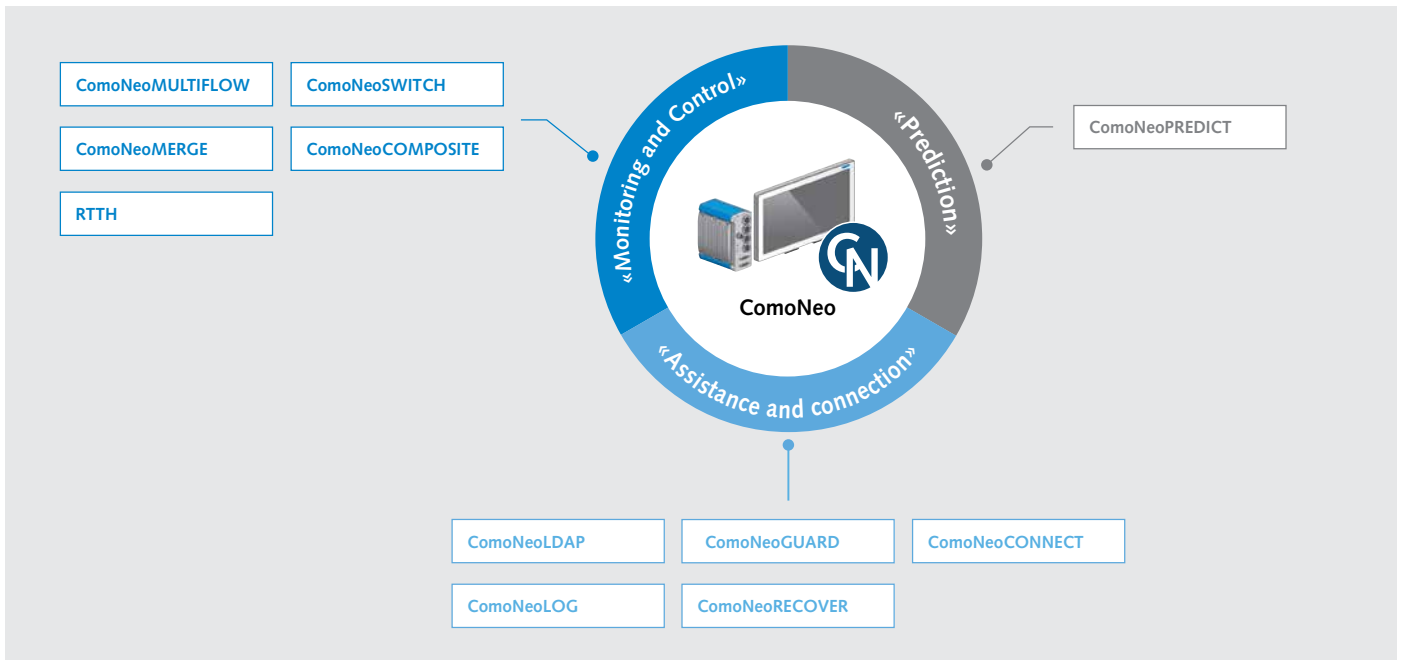 ComoNeoMULTIFLOW
ComoNeoSWITCH
ComoNeoMERGE
ComoNeoCOMPOSITE
RTTH
«Monitoring and Control»
«Prediction»
ComoNeoPREDICT
CN
ComoNeo
«Assistance and connection»
ComoNeoLDAP
ComoNeoGUARD
ComoNeoCONNECT
ComoNeoLOG
ComoNeoRECOVER